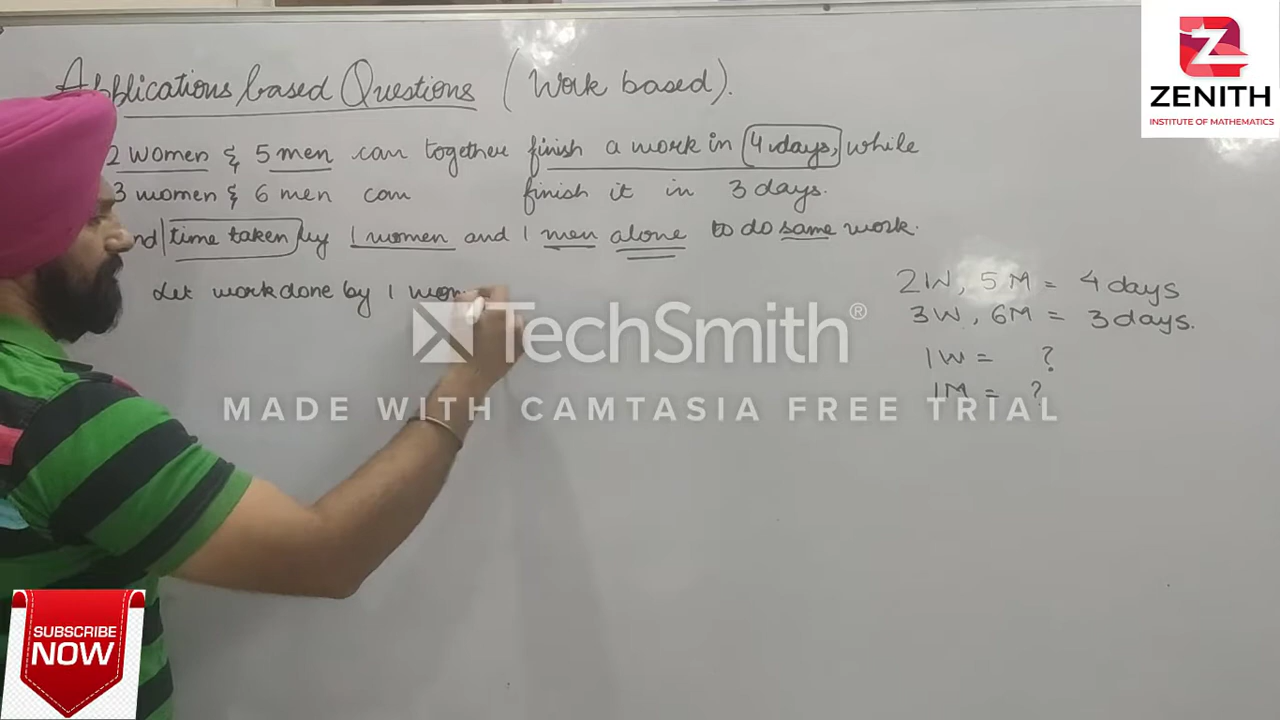 Applications based Questions (Work based).
2 women & 5 men can together finish a work in 4 days, while
3 women & 6 men can finish it in 3 days.
nd time taken by 1 women and 1 men alone to do same work.
Let work done by 1 wom
2W, 5M = 4 days
3W, 6M = 3 days.
1W = ?
1M = ?
Z
ZENITH
INSTITUTE OF MATHEMATICS
TechSmith®
MADE WITH CAMTASIA FREE TRIAL
SUBSCRIBE
NOW